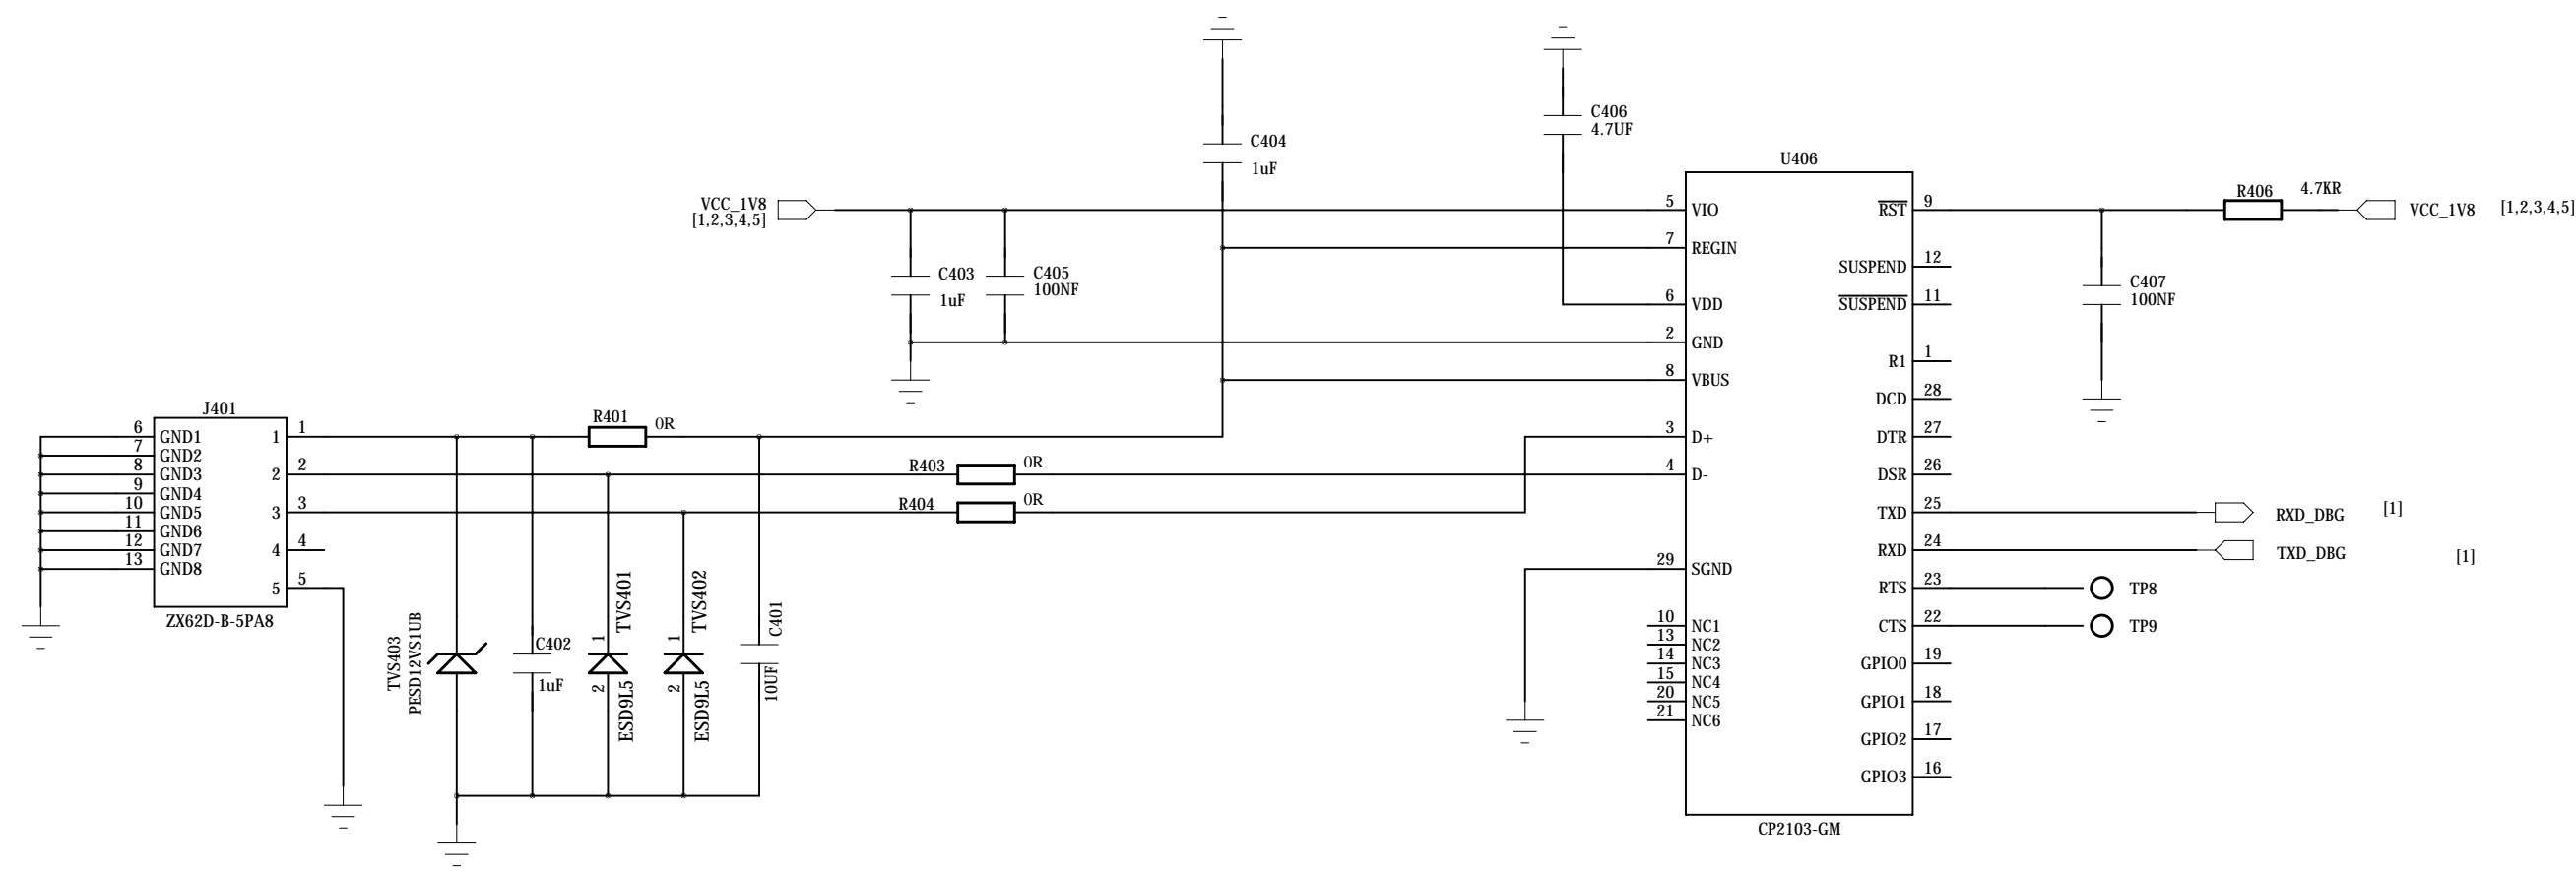 C404
1uF
C406
4.7UF
VCC_1V8
[1,2,3,4,5]
C403
1uF
C405
100NF
U406
5 VIO
7 REGIN
6 VDD
2 GND
8 VBUS
3 D+
4 D-
29 SGND
10 NC1
13 NC2
14 NC3
15 NC4
20 NC5
21 NC6
RST 9
SUSPEND 12
SUSPEND 11
R1 1
DCD 28
DTR 27
DSR 26
TXD 25
RXD 24
RTS 23
CTS 22
GPIO0 19
GPIO1 18
GPIO2 17
GPIO3 16
CP2103-GM
R406 4.7KR
VCC_1V8 [1,2,3,4,5]
C407
100NF
RXD_DBG [1]
TXD_DBG [1]
TP8
TP9
J401
6 GND1
7 GND2
8 GND3
9 GND4
10 GND5
11 GND6
12 GND7
13 GND8
1 1
2 2
3 3
4 4
5 5
ZX62D-B-5PA8
R401 0R
R403 0R
R404 0R
TVS403
PESD12VS1UB
C402
1uF
TVS401
1
2
ESD9L5
TVS402
1
2
ESD9L5
C401
10UF